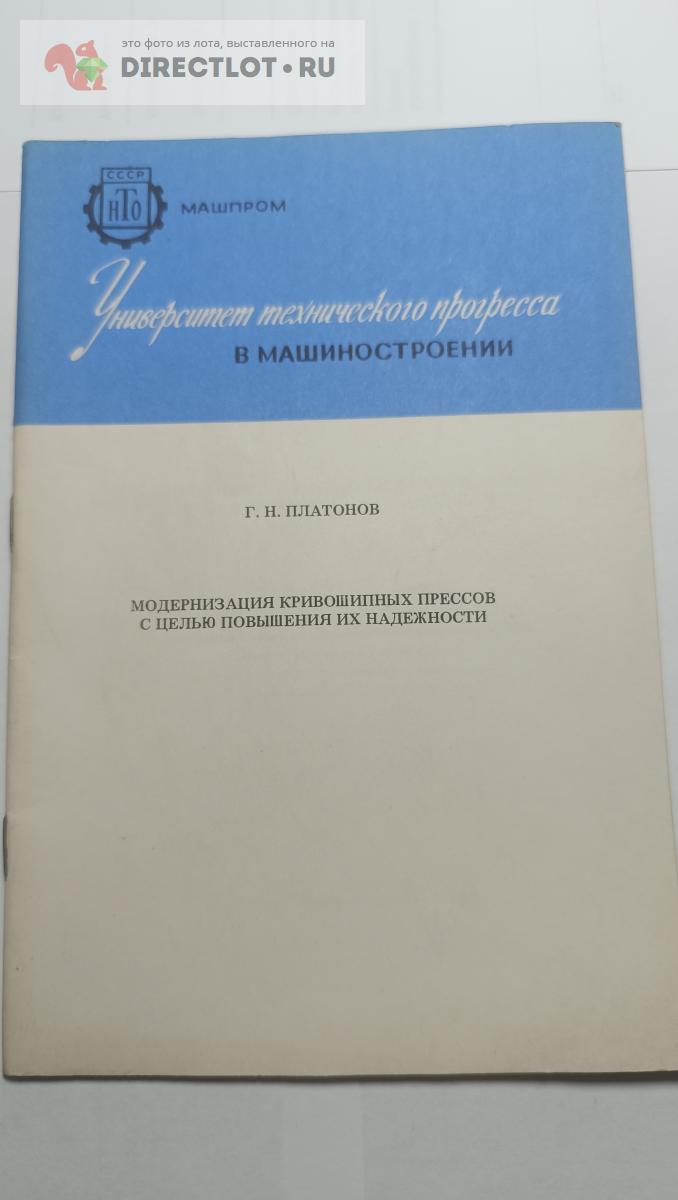 это фото из лота, выставленного на
DIRECTLOT•RU
СССР
НТО
МАШПРОМ
Университет технического прогресса
В МАШИНОСТРОЕНИИ
Г. Н. ПЛАТОНОВ
МОДЕРНИЗАЦИЯ КРИВОШИПНЫХ ПРЕССОВ
С ЦЕЛЬЮ ПОВЫШЕНИЯ ИХ НАДЕЖНОСТИ